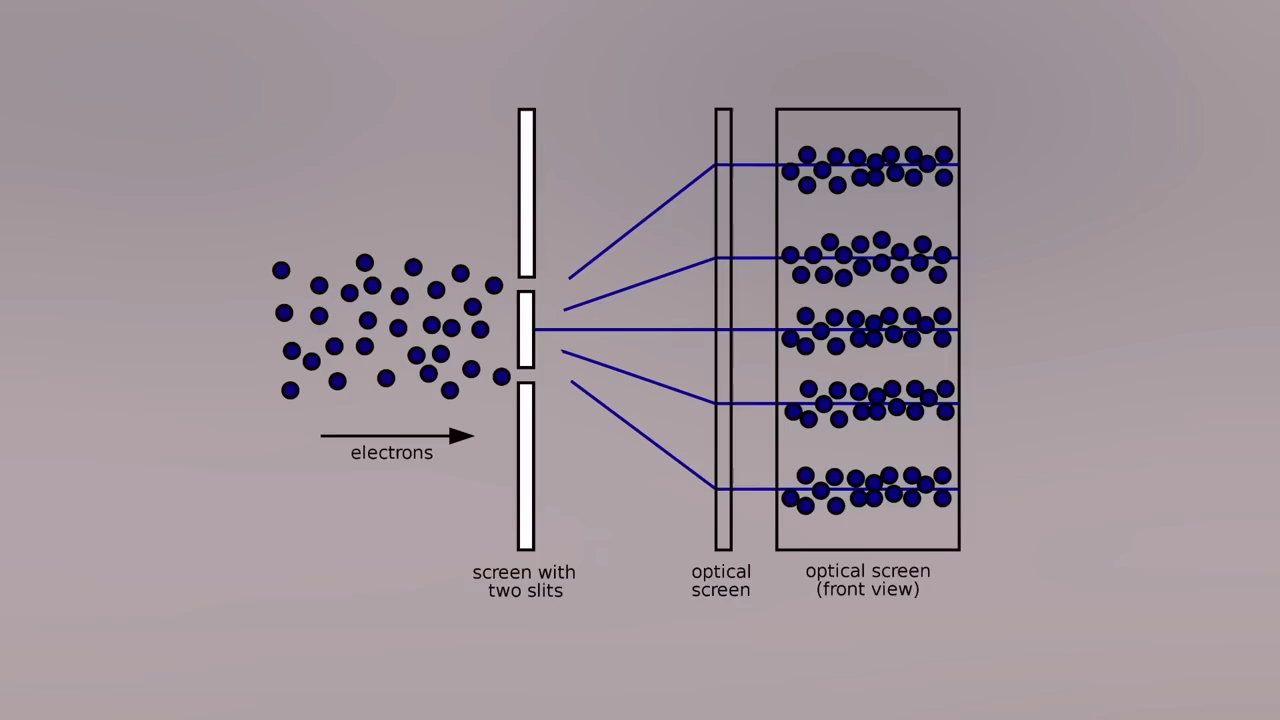 electrons
screen with
two slits
optical
screen
optical screen
(front view)